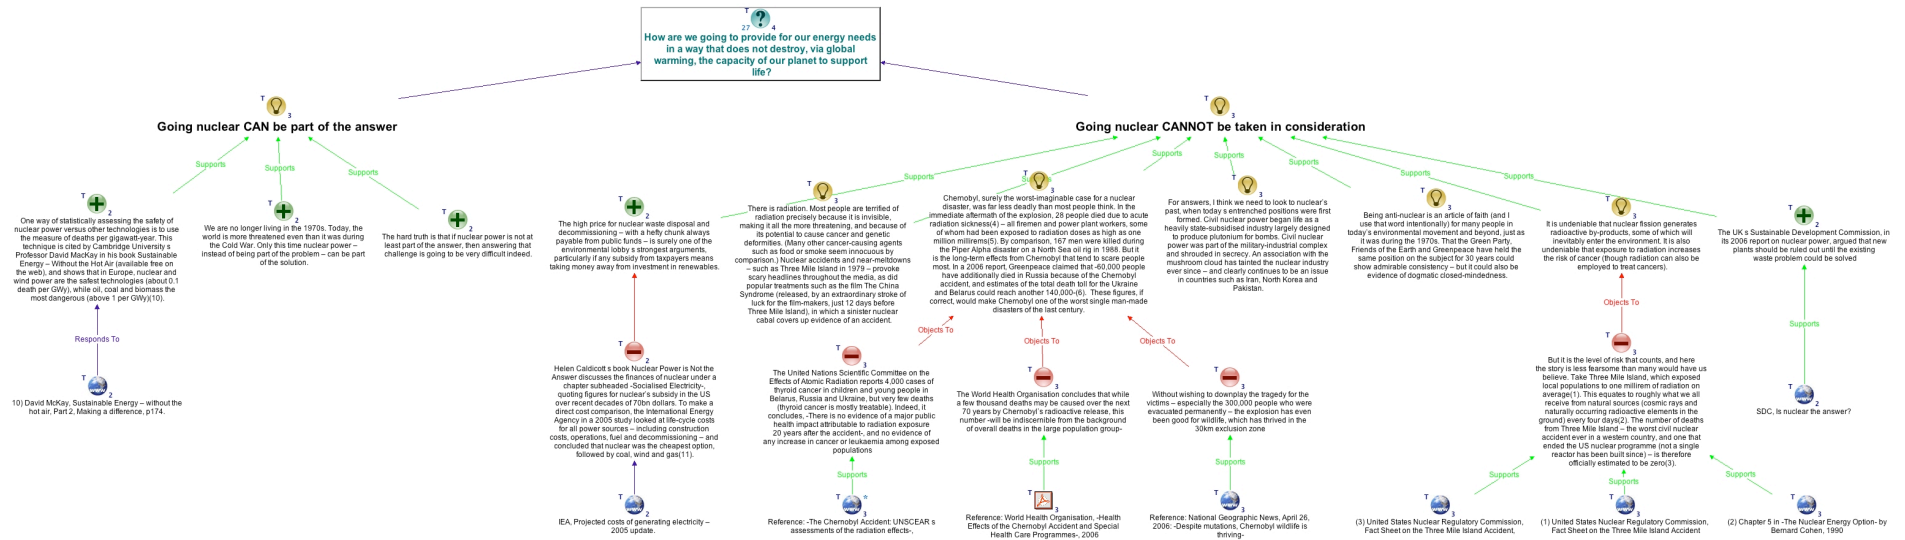 T
27 4
How are we going to provide for our energy needs
in a way that does not destroy, via global
warming, the capacity of our planet to support
life?
T
3
Going nuclear CAN be part of the answer
T
3
Going nuclear CANNOT be taken in consideration
Supports
Supports
Supports
Supports
Supports
Supports
Supports
Supports
Supports
T
2
One way of statistically assessing the safety of
nuclear power versus other technologies is to use
the measure of deaths per gigawatt-year. This
technique is cited by Cambridge University s
Professor David MacKay in his book Sustainable
Energy – Without the Hot Air (available free on
the web), and shows that in Europe, nuclear and
wind power are the safest technologies (about 0.1
death per GWy), while oil, coal and biomass the
most dangerous (above 1 per GWy)(10).
Responds To
T
2
10) David McKay, Sustainable Energy – without the
hot air, Part 2, Making a difference, p174.
T
2
We are no longer living in the 1970s. Today, the
world is more threatened even than it was during
the Cold War. Only this time nuclear power –
instead of being part of the problem – can be part
of the solution.
T
2
The hard truth is that if nuclear power is not at
least part of the answer, then answering that
challenge is going to be very difficult indeed.
T
2
The high price for nuclear waste disposal and
decommissioning – with a hefty chunk always
payable from public funds – is surely one of the
environmental lobby s strongest arguments,
particularly if any subsidy from taxpayers means
taking money away from investment in renewables.
T
2
Helen Caldicott s book Nuclear Power is Not the
Answer discusses the finances of nuclear under a
chapter subheaded -Socialised Electricity-,
quoting figures for nuclear's subsidy in the US
over recent decades of 70bn dollars. To make a
direct cost comparison, the International Energy
Agency in a 2005 study looked at life-cycle costs
for all power sources – including construction
costs, operations, fuel and decommissioning – and
concluded that nuclear was the cheapest option,
followed by coal, wind and gas(11).
T
2
IEA, Projected costs of generating electricity –
2005 update.
T
3
There is radiation. Most people are terrified of
radiation precisely because it is invisible,
making it all the more threatening, and because of
its potential to cause cancer and genetic
deformities. (Many other cancer-causing agents
such as food or smoke seem innocuous by
comparison.) Nuclear accidents and near-meltdowns
– such as Three Mile Island in 1979 – provoke
scary headlines throughout the media, as did
popular treatments such as the film The China
Syndrome (released, by an extraordinary stroke of
luck for the film-makers, just 12 days before
Three Mile Island), in which a sinister nuclear
cabal covers up evidence of an accident.
T
3
Chernobyl, surely the worst-imaginable case for a nuclear
disaster, was far less deadly than most people think. In the
immediate aftermath of the explosion, 28 people died due to acute
radiation sickness(4) – all firemen and power plant workers, some
of whom had been exposed to radiation doses as high as one
million millirems(5). By comparison, 167 men were killed during
the Piper Alpha disaster on a North Sea oil rig in 1988. But it
is the long-term effects from Chernobyl that tend to scare people
most. In a 2006 report, Greenpeace claimed that -60,000 people
have additionally died in Russia because of the Chernobyl
accident, and estimates of the total death toll for the Ukraine
and Belarus could reach another 140,000-(6). These figures, if
correct, would make Chernobyl one of the worst single man-made
disasters of the last century.
Objects To
Objects To
Objects To
T
3
The United Nations Scientific Committee on the
Effects of Atomic Radiation reports 4,000 cases of
thyroid cancer in children and young people in
Belarus, Russia and Ukraine, but very few deaths
(thyroid cancer is mostly treatable). Indeed, it
concludes, -There is no evidence of a major public
health impact attributable to radiation exposure
20 years after the accident-, and no evidence of
any increase in cancer or leukaemia among exposed
populations
Supports
T
3
Reference: -The Chernobyl Accident: UNSCEAR s
assessments of the radiation effects-,
T
3
The World Health Organisation concludes that while
a few thousand deaths may be caused over the next
70 years by Chernobyl's radioactive release, this
number -will be indiscernible from the background
of overall deaths in the large population group-
Supports
T
3
Reference: World Health Organisation, -Health
Effects of the Chernobyl Accident and Special
Health Care Programmes-, 2006
T
3
Without wishing to downplay the tragedy for the
victims – especially the 300,000 people who were
evacuated permanently – the explosion has even
been good for wildlife, which has thrived in the
30km exclusion zone
Supports
T
3
Reference: National Geographic News, April 26,
2006: -Despite mutations, Chernobyl wildlife is
thriving-
T
3
For answers, I think we need to look to nuclear's
past, when today s entrenched positions were first
formed. Civil nuclear power began life as a
heavily state-subsidised industry largely designed
to produce plutonium for bombs. Civil nuclear
power was part of the military-industrial complex
and shrouded in secrecy. An association with the
mushroom cloud has tainted the nuclear industry
ever since – and clearly continues to be an issue
in countries such as Iran, North Korea and
Pakistan.
T
3
Being anti-nuclear is an article of faith (and I
use that word intentionally) for many people in
today's environmental movement and beyond, just as
it was during the 1970s. That the Green Party,
Friends of the Earth and Greenpeace have held the
same position on the subject for 30 years could
show admirable consistency – but it could also be
evidence of dogmatic closed-mindedness.
T
3
It is undeniable that nuclear fission generates
radioactive by-products, some of which will
inevitably enter the environment. It is also
undeniable that exposure to radiation increases
the risk of cancer (though radiation can also be
employed to treat cancers).
Objects To
T
3
But it is the level of risk that counts, and here
the story is less fearsome than many would have us
believe. Take Three Mile Island, which exposed
local populations to one millirem of radiation on
average(1). This equates to roughly what we all
receive from natural sources (cosmic rays and
naturally occurring radioactive elements in the
ground) every four days(2). The number of deaths
from Three Mile Island – the worst civil nuclear
accident ever in a western country, and one that
ended the US nuclear programme (not a single
reactor has been built since) – is therefore
officially estimated to be zero(3).
Supports
Supports
Supports
T
3
(3) United States Nuclear Regulatory Commission,
Fact Sheet on the Three Mile Island Accident,
T
3
(1) United States Nuclear Regulatory Commission,
Fact Sheet on the Three Mile Island Accident
T
3
(2) Chapter 5 in -The Nuclear Energy Option- by
Bernard Cohen, 1990
T
2
The UK s Sustainable Development Commission, in
its 2006 report on nuclear power, argued that new
plants should be ruled out until the existing
waste problem could be solved
Supports
T
2
SDC, Is nuclear the answer?